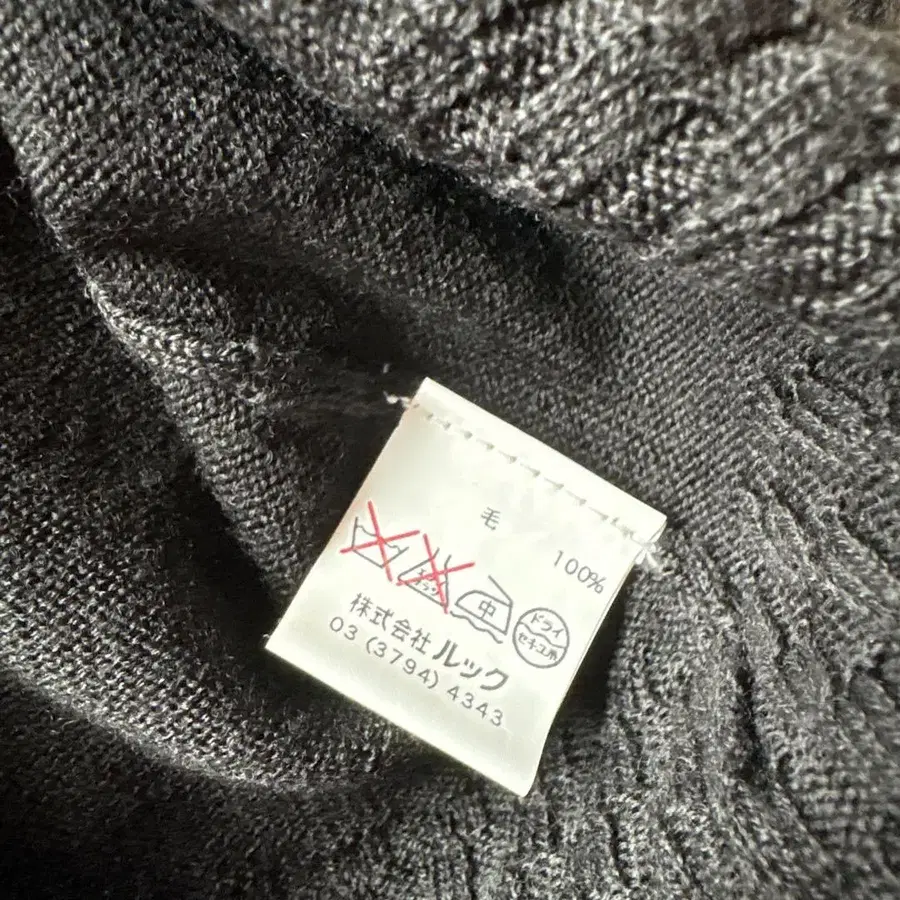 毛
100%
中
ドライ
セキユ系
株式会社 ルック
03 (3794) 4343